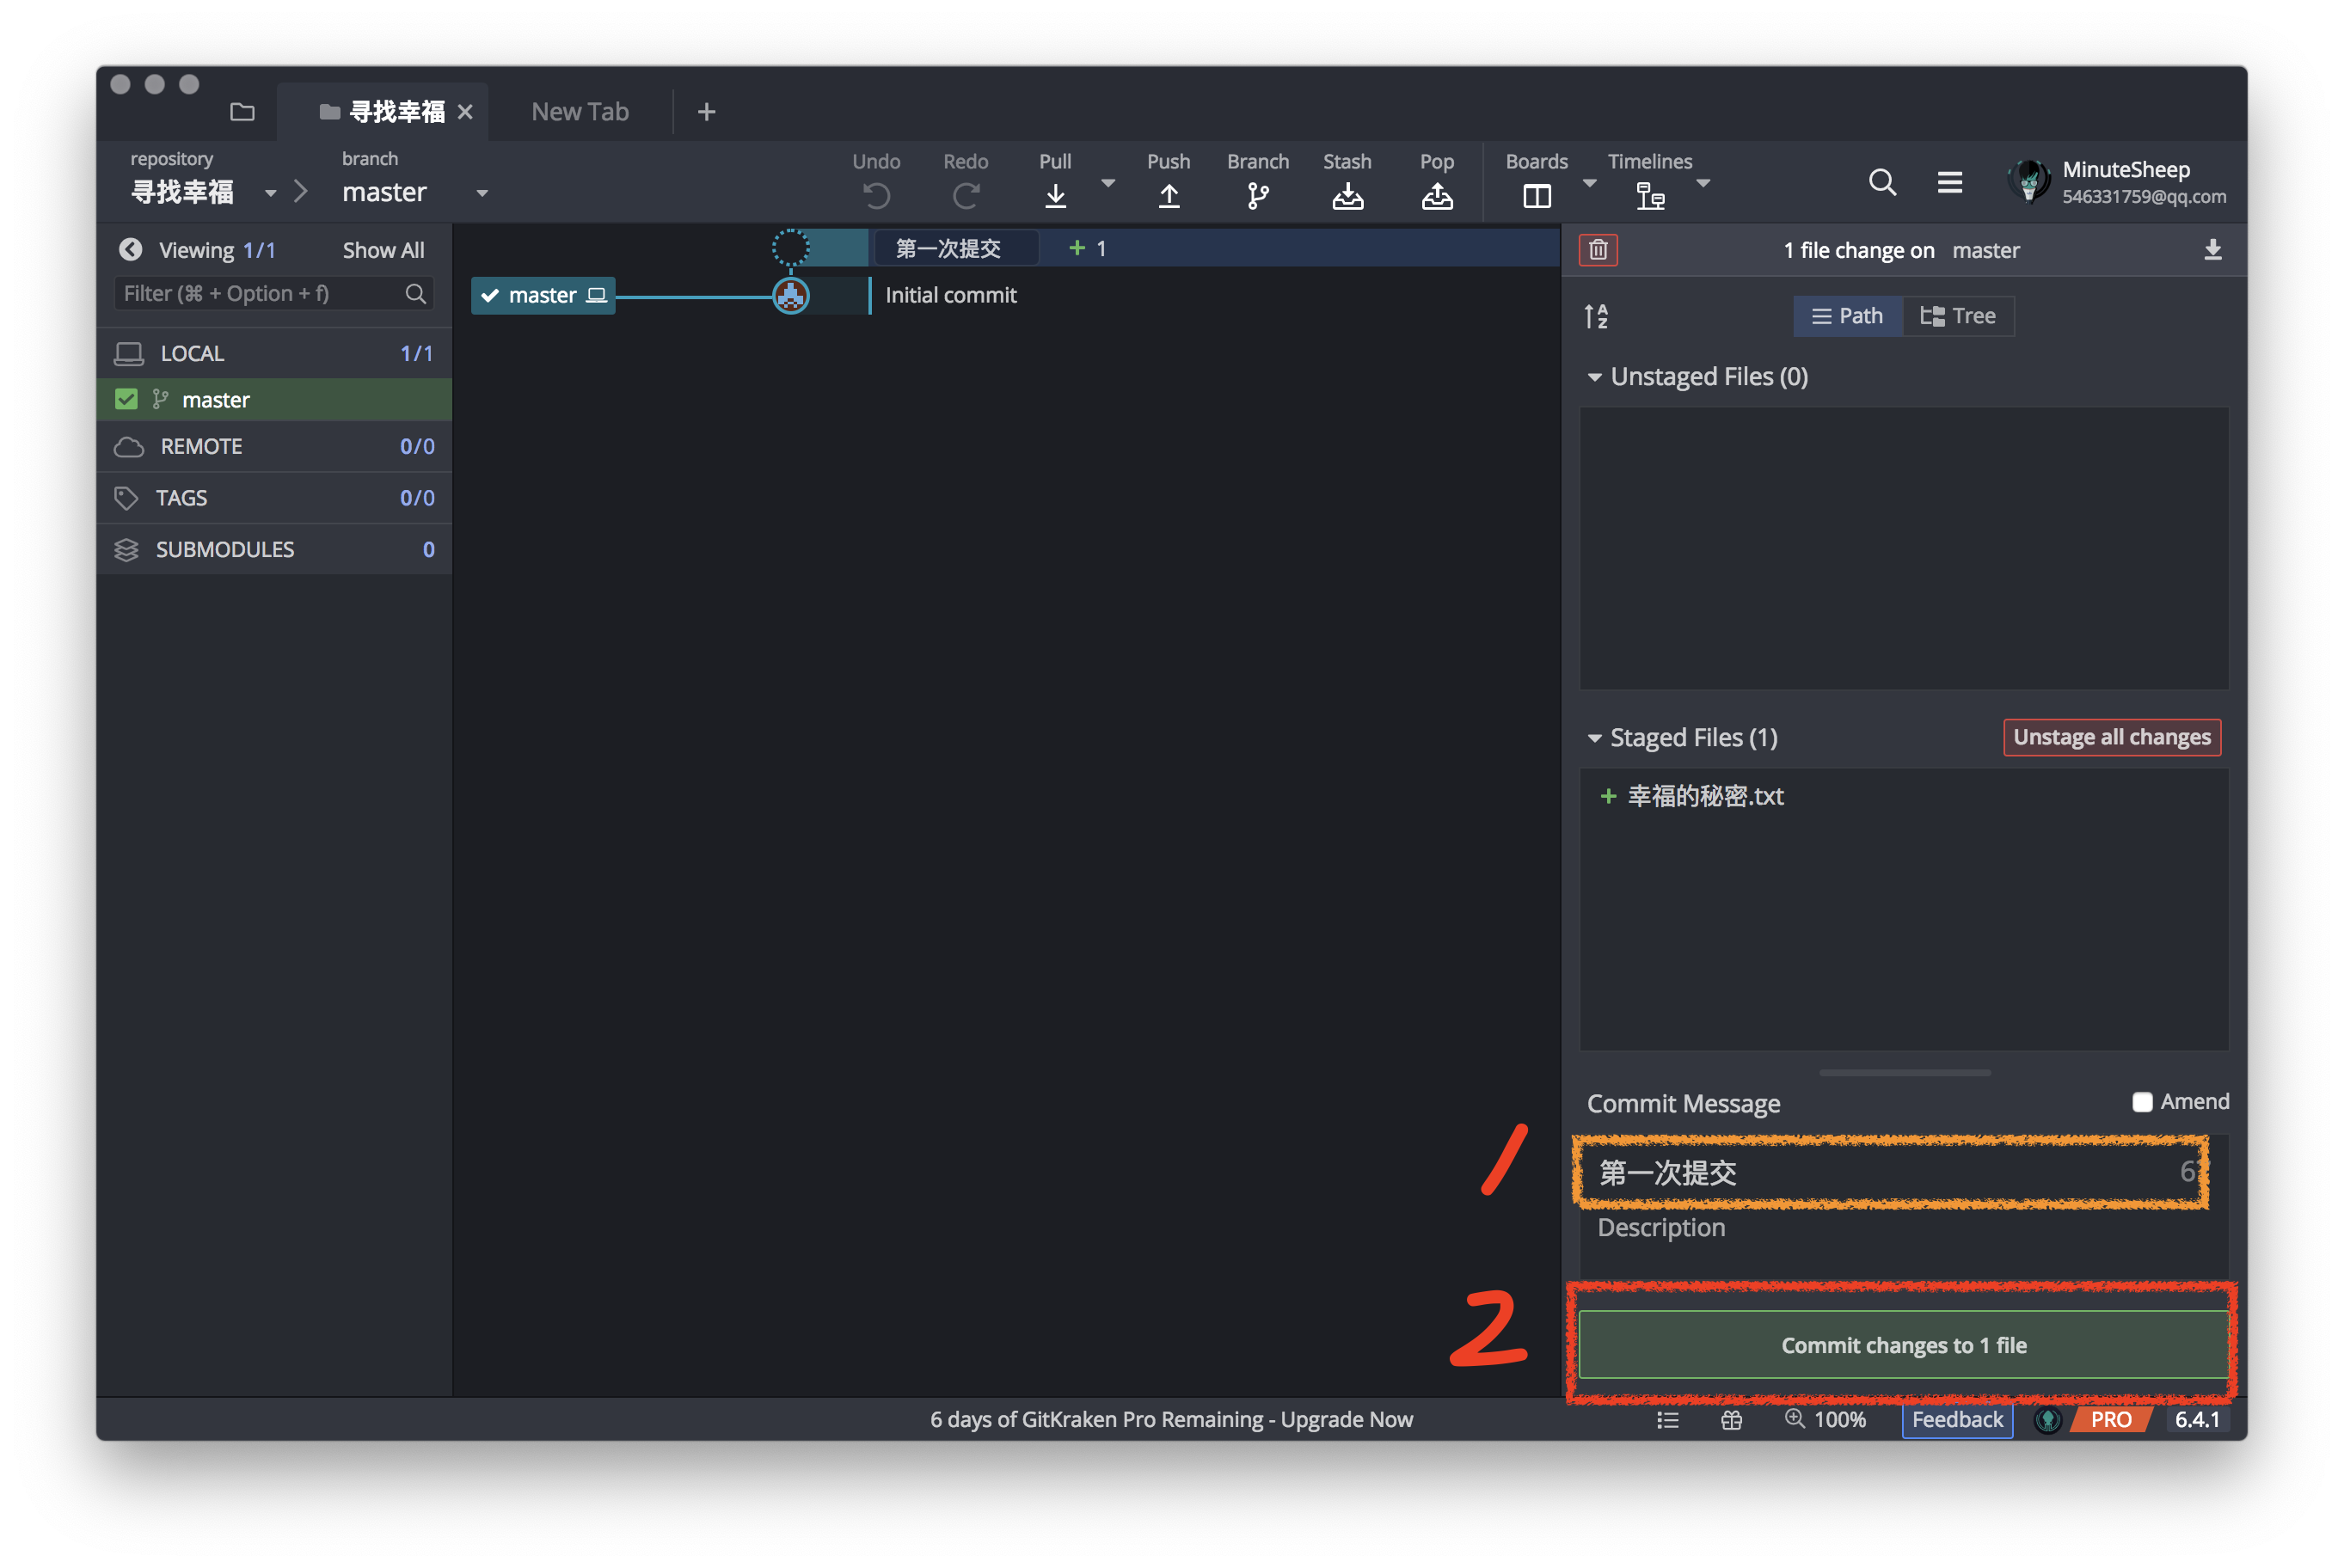 寻找幸福
New Tab
repository
寻找幸福
branch
master
Undo
Redo
Pull
Push
Branch
Stash
Pop
Boards
Timelines
MinuteSheep
546331759@qq.com
Viewing 1/1
Show All
Filter (⌘ + Option + f)
LOCAL 1/1
master
REMOTE 0/0
TAGS 0/0
SUBMODULES 0
第一次提交
+ 1
master
Initial commit
1 file change on master
Path
Tree
Unstaged Files (0)
Staged Files (1)
Unstage all changes
+ 幸福的秘密.txt
Commit Message
Amend
1
第一次提交
Description
2
Commit changes to 1 file
6 days of GitKraken Pro Remaining - Upgrade Now
100%
Feedback
PRO
6.4.1